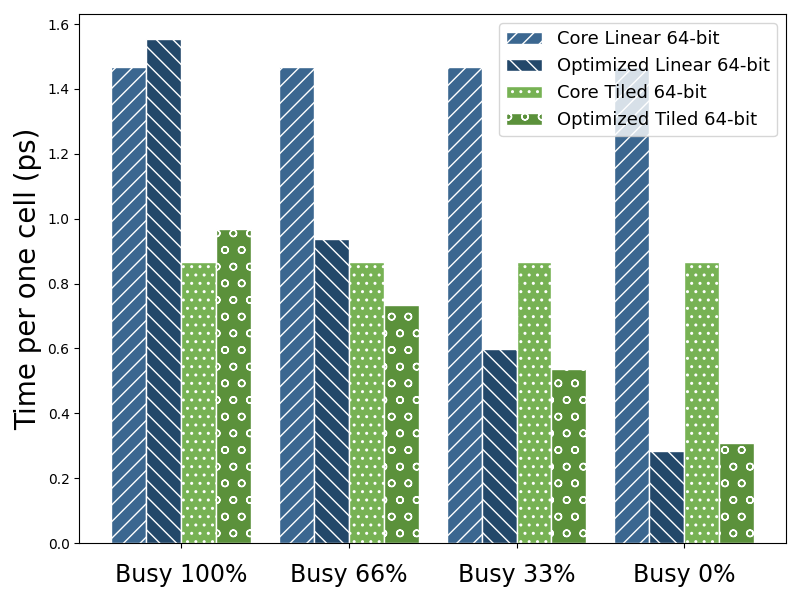 Time per one cell (ps)
1.6
1.4
1.2
1.0
0.8
0.6
0.4
0.2
0.0
Core Linear 64-bit
Optimized Linear 64-bit
Core Tiled 64-bit
Optimized Tiled 64-bit
Busy 100%
Busy 66%
Busy 33%
Busy 0%